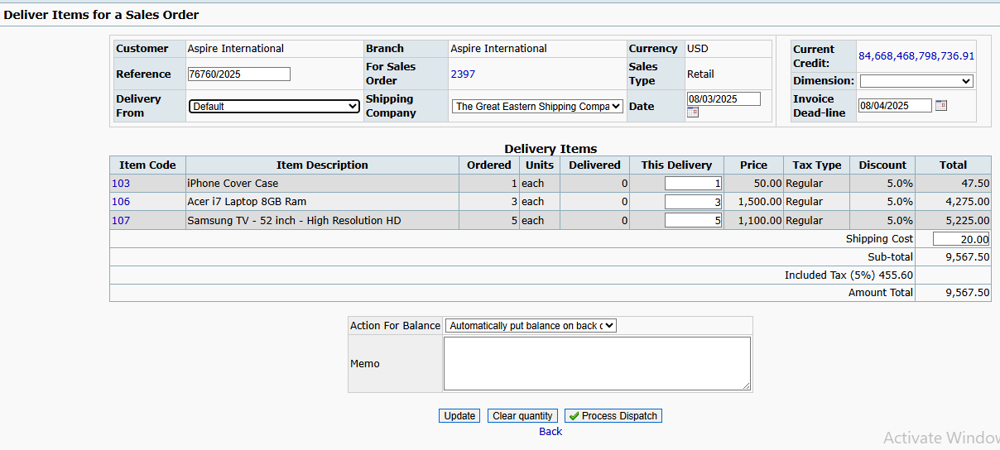 Deliver Items for a Sales Order
Customer Aspire International Branch Aspire International Currency USD
Reference 76760/2025 For Sales Order 2397 Sales Type Retail
Delivery From Default Shipping Company The Great Eastern Shipping Compa Date 08/03/2025
Current Credit: 84,668,468,798,736.91
Dimension:
Invoice Dead-line 08/04/2025
Delivery Items
Item Code Item Description Ordered Units Delivered This Delivery Price Tax Type Discount Total
103 iPhone Cover Case 1 each 0 1 50.00 Regular 5.0% 47.50
106 Acer i7 Laptop 8GB Ram 3 each 0 3 1,500.00 Regular 5.0% 4,275.00
107 Samsung TV - 52 inch - High Resolution HD 5 each 0 5 1,100.00 Regular 5.0% 5,225.00
Shipping Cost 20.00
Sub-total 9,567.50
Included Tax (5%) 455.60
Amount Total 9,567.50
Action For Balance Automatically put balance on back
Memo
Update Clear quantity Process Dispatch
Back
Activate Window